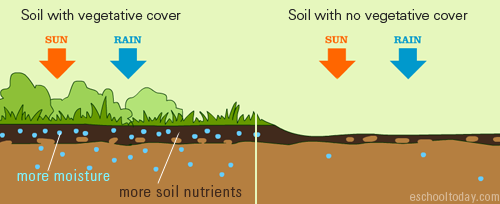 Soil with vegetative cover
Soil with no vegetative cover
SUN
RAIN
SUN
RAIN
more moisture
more soil nutrients
eschooltoday.com